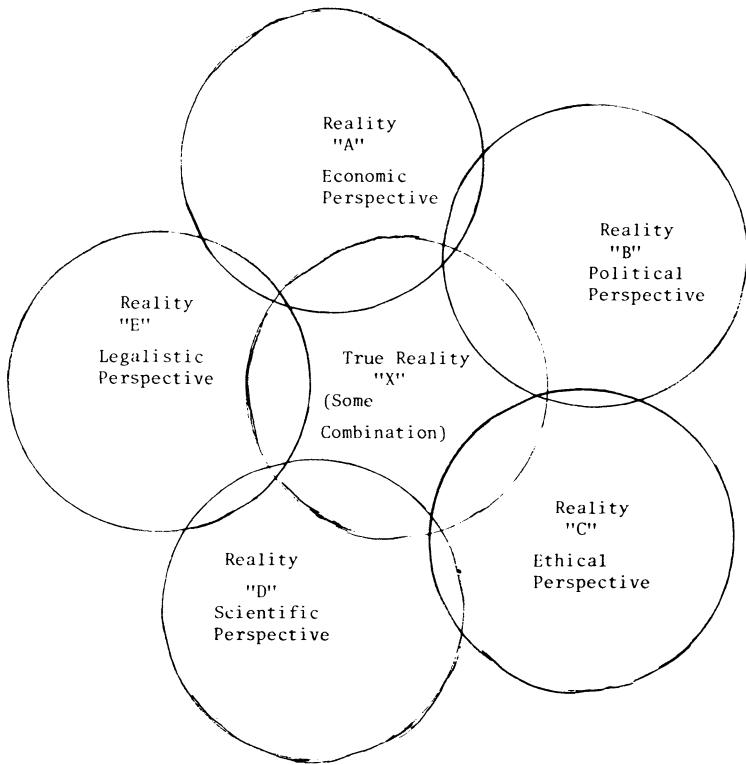 Reality
"A"
Economic
Perspective
Reality
"B"
Political
Perspective
Reality
"E"
Legalistic
Perspective
True Reality
"X"
(Some
Combination)
Reality
"C"
Ethical
Perspective
Reality
"D"
Scientific
Perspective